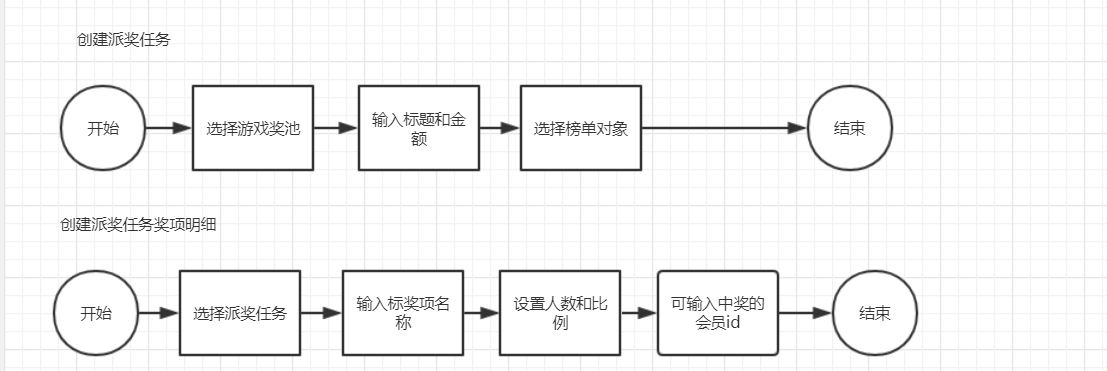 创建派奖任务
开始
选择游戏奖池
输入标题和金
额
选择榜单对象
结束
创建派奖任务奖项明细
开始
选择派奖任务
输入标奖项名
称
设置人数和比
例
可输入中奖的
会员id
结束